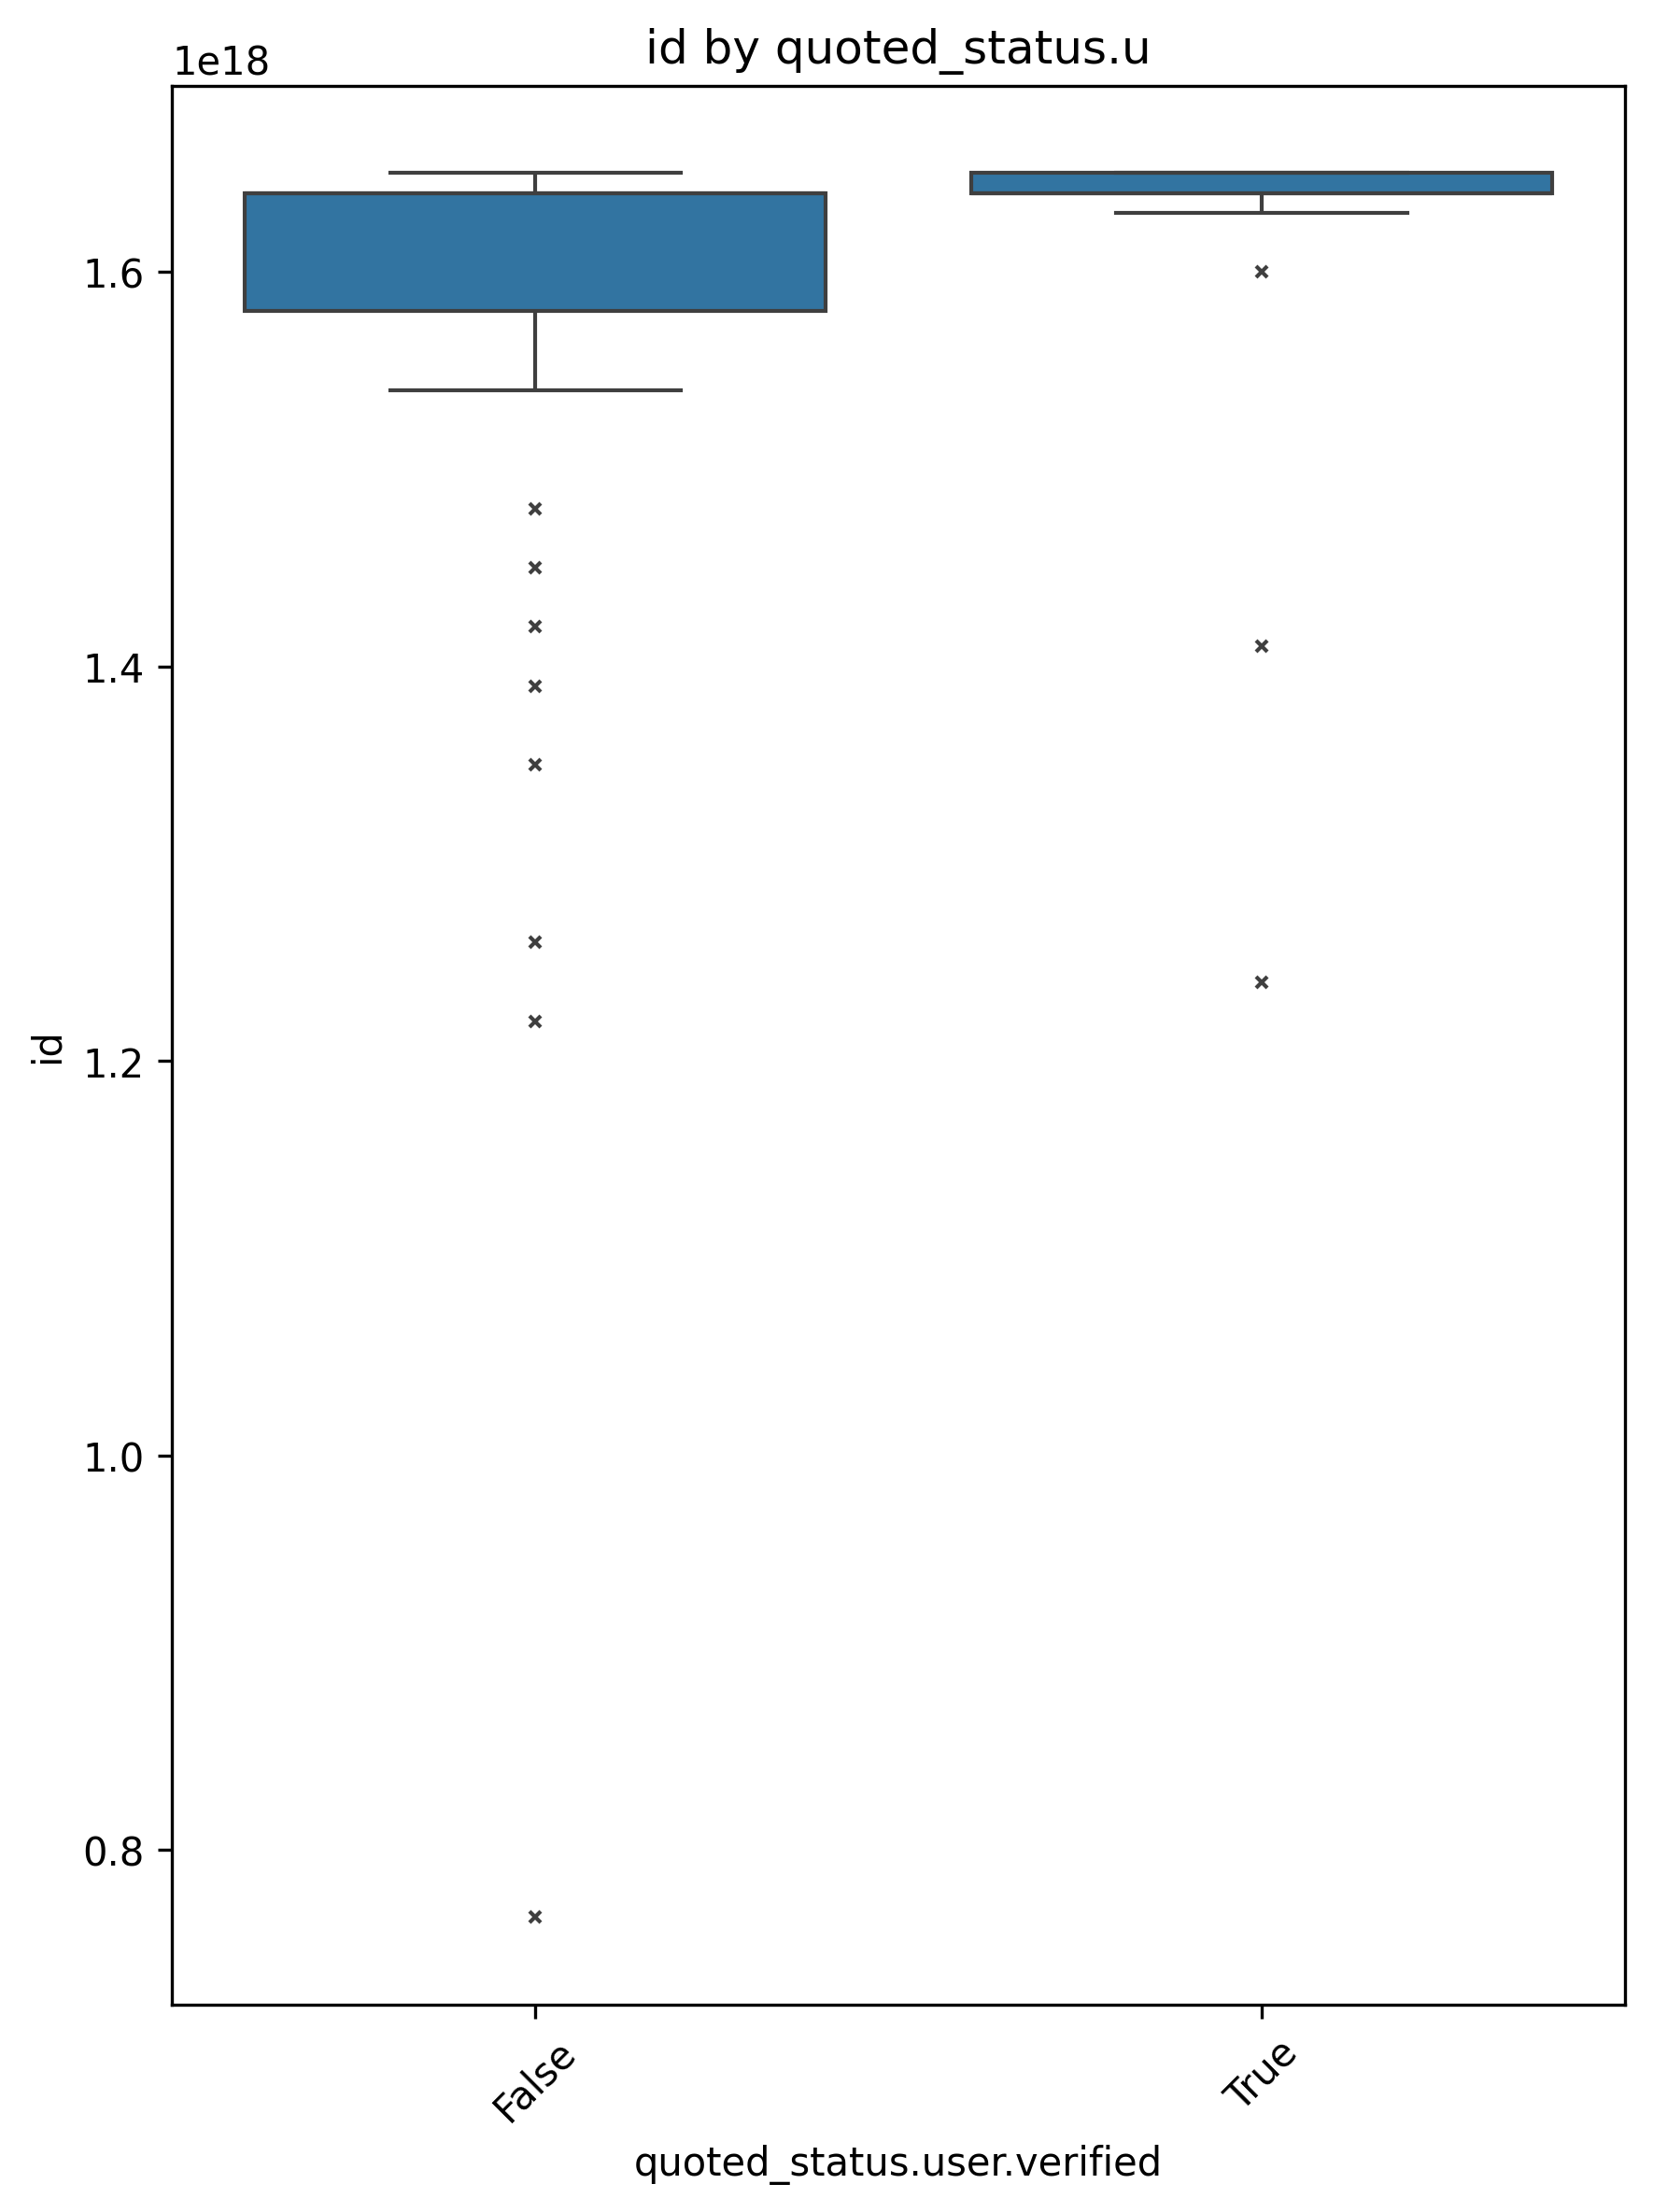 id by quoted_status.u
1e18
1.6
1.4
1.2
1.0
0.8
id
False
True
quoted_status.user.verified